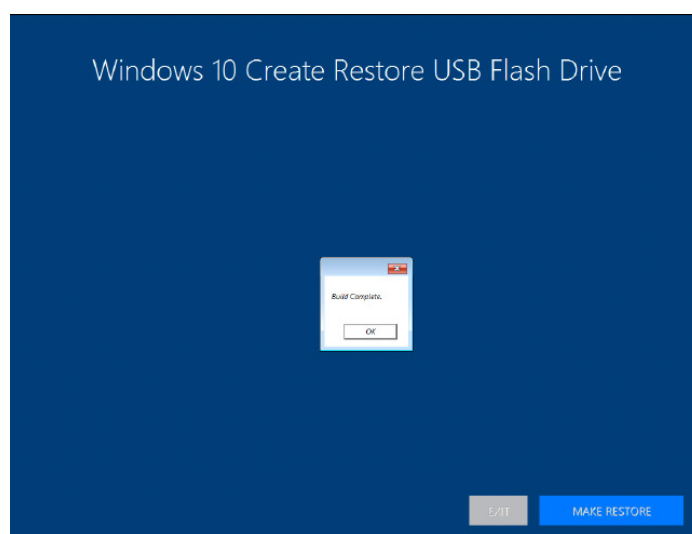 Windows 10 Create Restore USB Flash Drive
Build Complete.
OK
EXIT
MAKE RESTORE